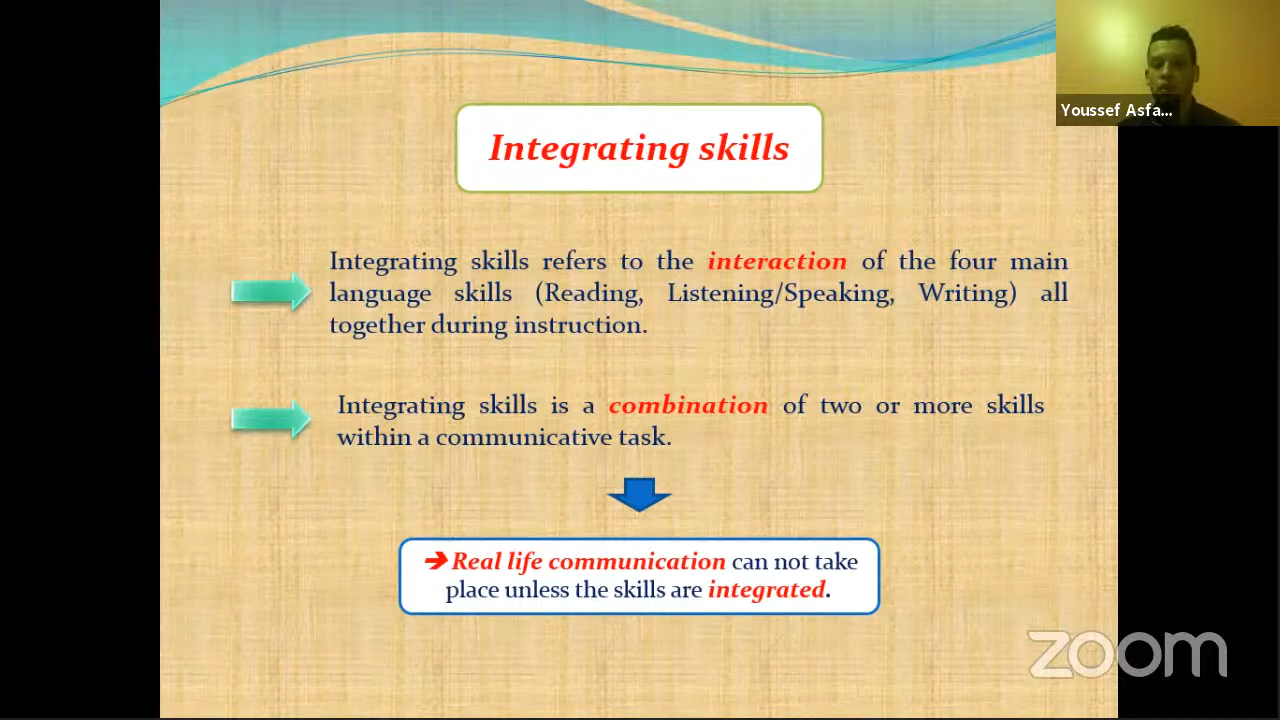 Youssef Asfa...
Integrating skills
Integrating skills refers to the interaction of the four main
language skills (Reading, Listening/Speaking, Writing) all
together during instruction.
Integrating skills is a combination of two or more skills
within a communicative task.
➔ Real life communication can not take
place unless the skills are integrated.
zoom